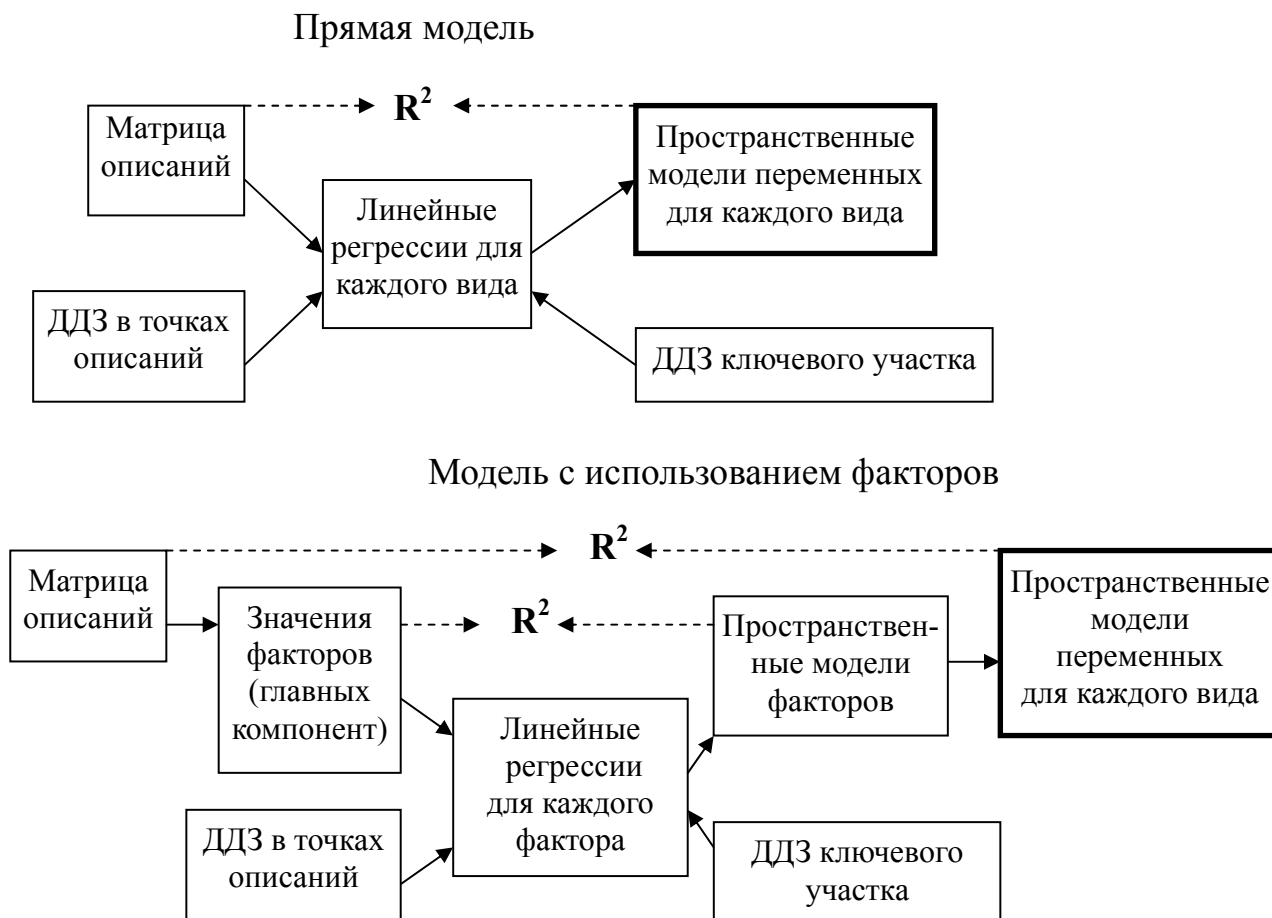 Прямая модель
R²
Матрица
описаний
Пространственные
модели переменных
для каждого вида
Линейные
регрессии для
каждого вида
ДДЗ в точках
описаний
ДДЗ ключевого участка
Модель с использованием факторов
R²
Матрица
описаний
Значения
факторов
(главных
компонент)
R²
Пространствен-
ные модели
факторов
Пространственные
модели
переменных
для каждого вида
Линейные
регрессии
для каждого
фактора
ДДЗ в точках
описаний
ДДЗ ключевого
участка